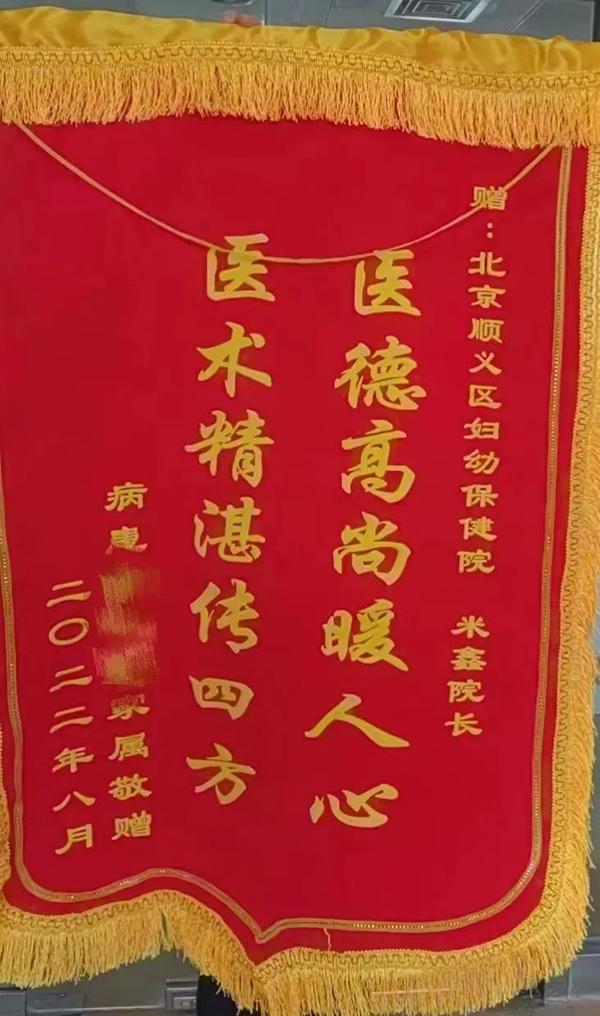 赠：北京顺义区妇幼保健院 米鑫院长
医德高尚暖人心
医术精湛传四方
病患 家属敬赠
二〇二二年八月